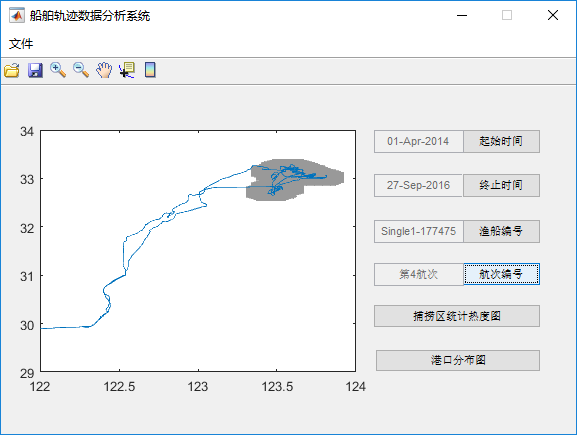 船舶轨迹数据分析系统
文件
34
33
32
31
30
29
122
122.5
123
123.5
124
01-Apr-2014 起始时间
27-Sep-2016 终止时间
Single1-177475 渔船编号
第4航次 航次编号
捕捞区统计热度图
港口分布图